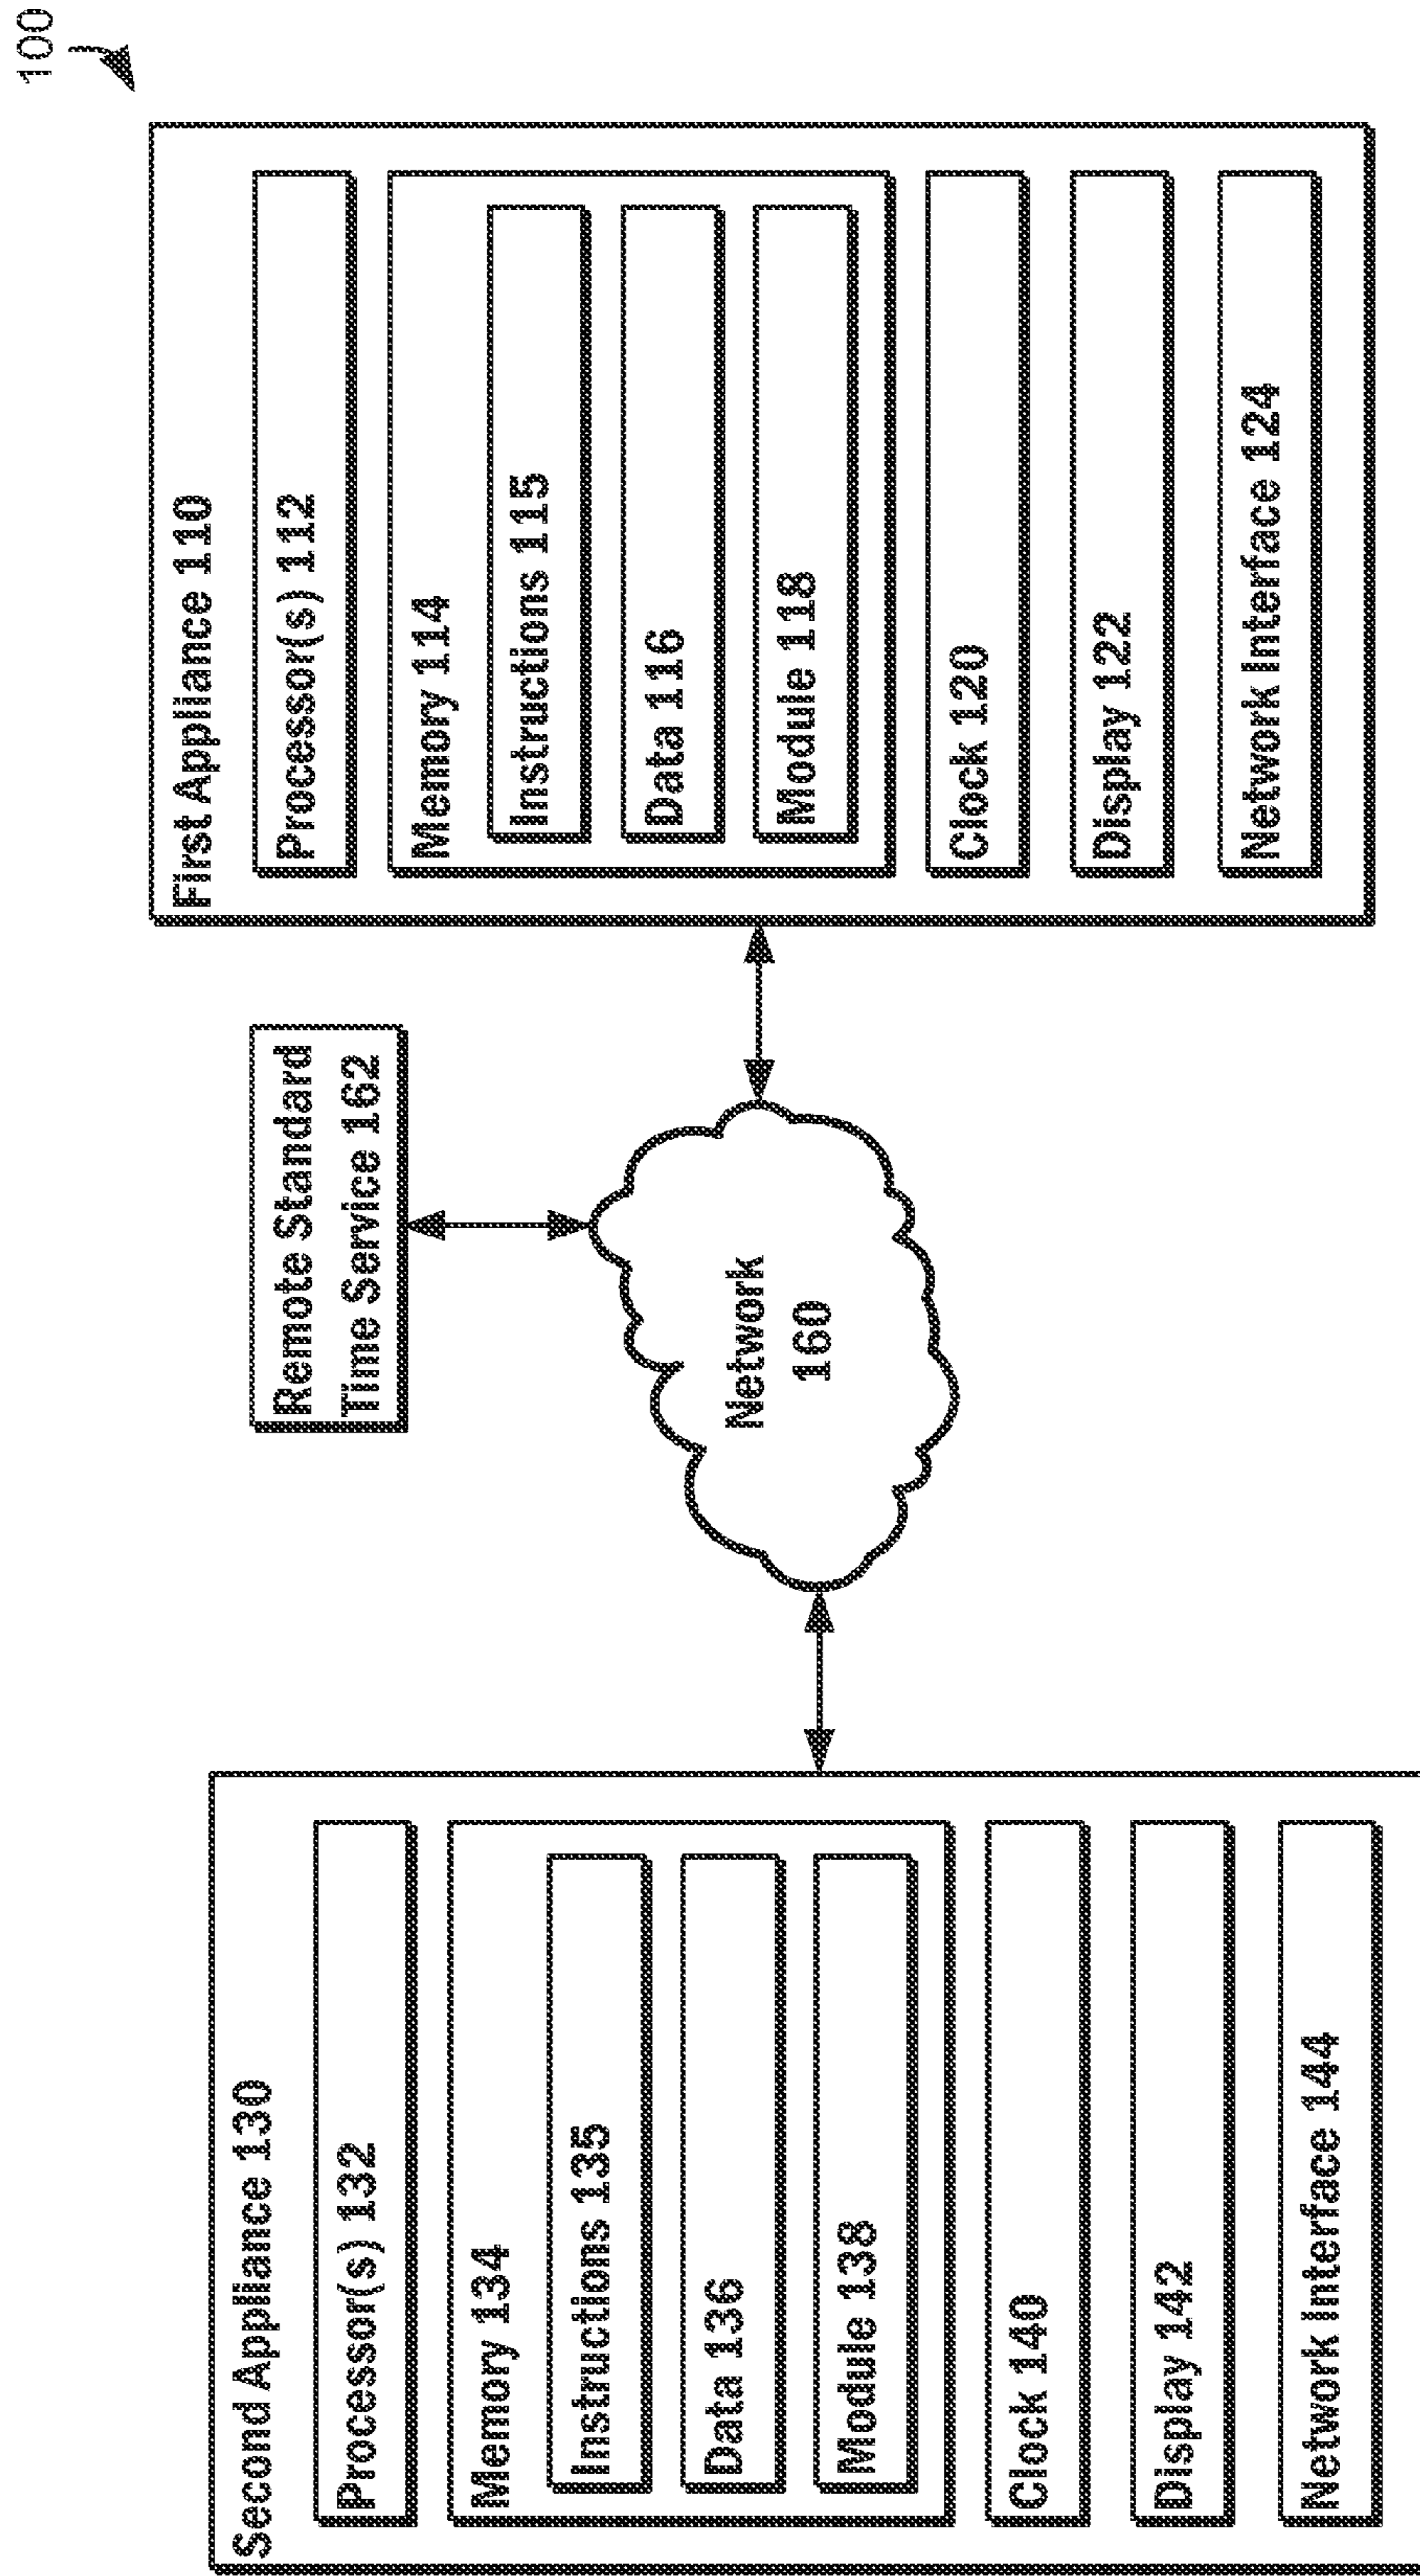 100
Second Appliance 130
Processor(s) 132
Memory 134
Instructions 135
Data 136
Module 138
Clock 140
Display 142
Network Interface 144
Remote Standard
Time Service 162
Network
160
First Appliance 110
Processor(s) 112
Memory 114
Instructions 115
Data 116
Module 118
Clock 120
Display 122
Network Interface 124